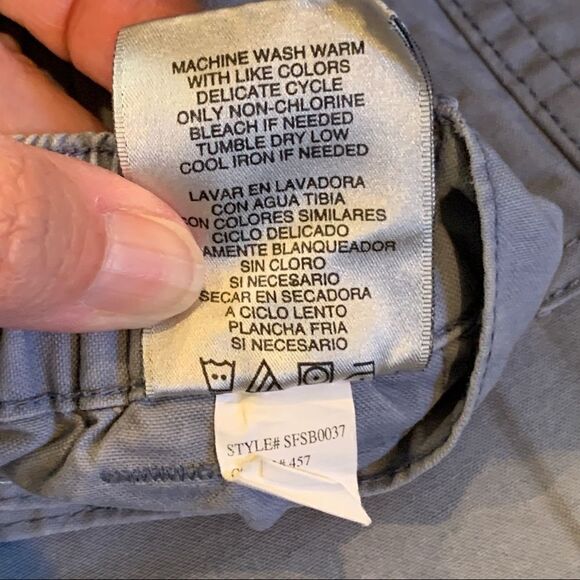 MACHINE WASH WARM
WITH LIKE COLORS
DELICATE CYCLE
ONLY NON-CHLORINE
BLEACH IF NEEDED
TUMBLE DRY LOW
COOL IRON IF NEEDED
LAVAR EN LAVADORA
CON AGUA TIBIA
CON COLORES SIMILARES
CICLO DELICADO
AMENTE BLANQUEADOR
SIN CLORO
SI NECESARIO
SECAR EN SECADORA
A CICLO LENTO
PLANCHA FRIA
SI NECESARIO
STYLE# SFSB0037
# 457